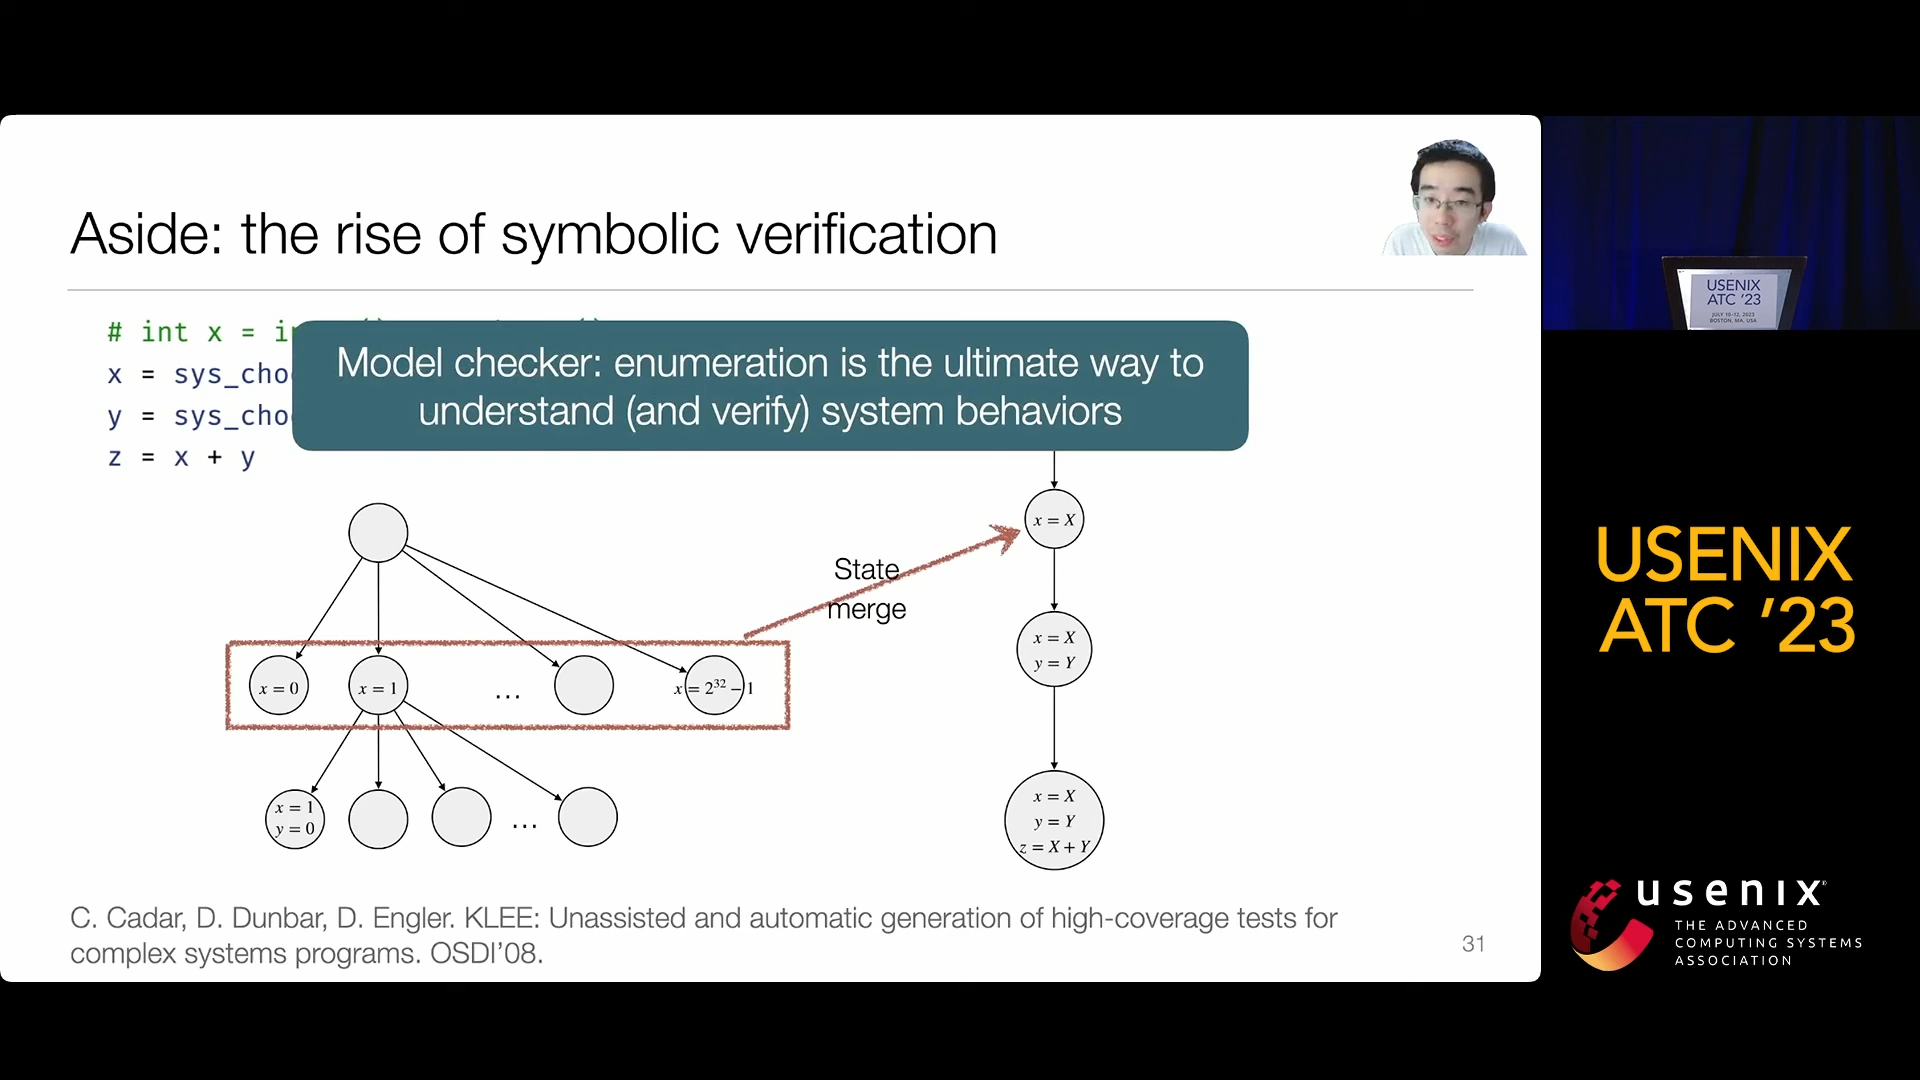 Aside: the rise of symbolic verification
# int x = 
x = sys_cho
y = sys_cho
z = x + y
Model checker: enumeration is the ultimate way to
understand (and verify) system behaviors
State
merge
x = 0
x = 1
...
x = 2³² – 1
x = 1
y = 0
...
x = X
x = X
y = Y
x = X
y = Y
z = X + Y
C. Cadar, D. Dunbar, D. Engler. KLEE: Unassisted and automatic generation of high-coverage tests for
complex systems programs. OSDI’08.
31
USENIX
ATC ’23
JULY 10–12, 2023
BOSTON, MA, USA
USENIX
ATC ’23
usenix®
THE ADVANCED
COMPUTING SYSTEMS
ASSOCIATION